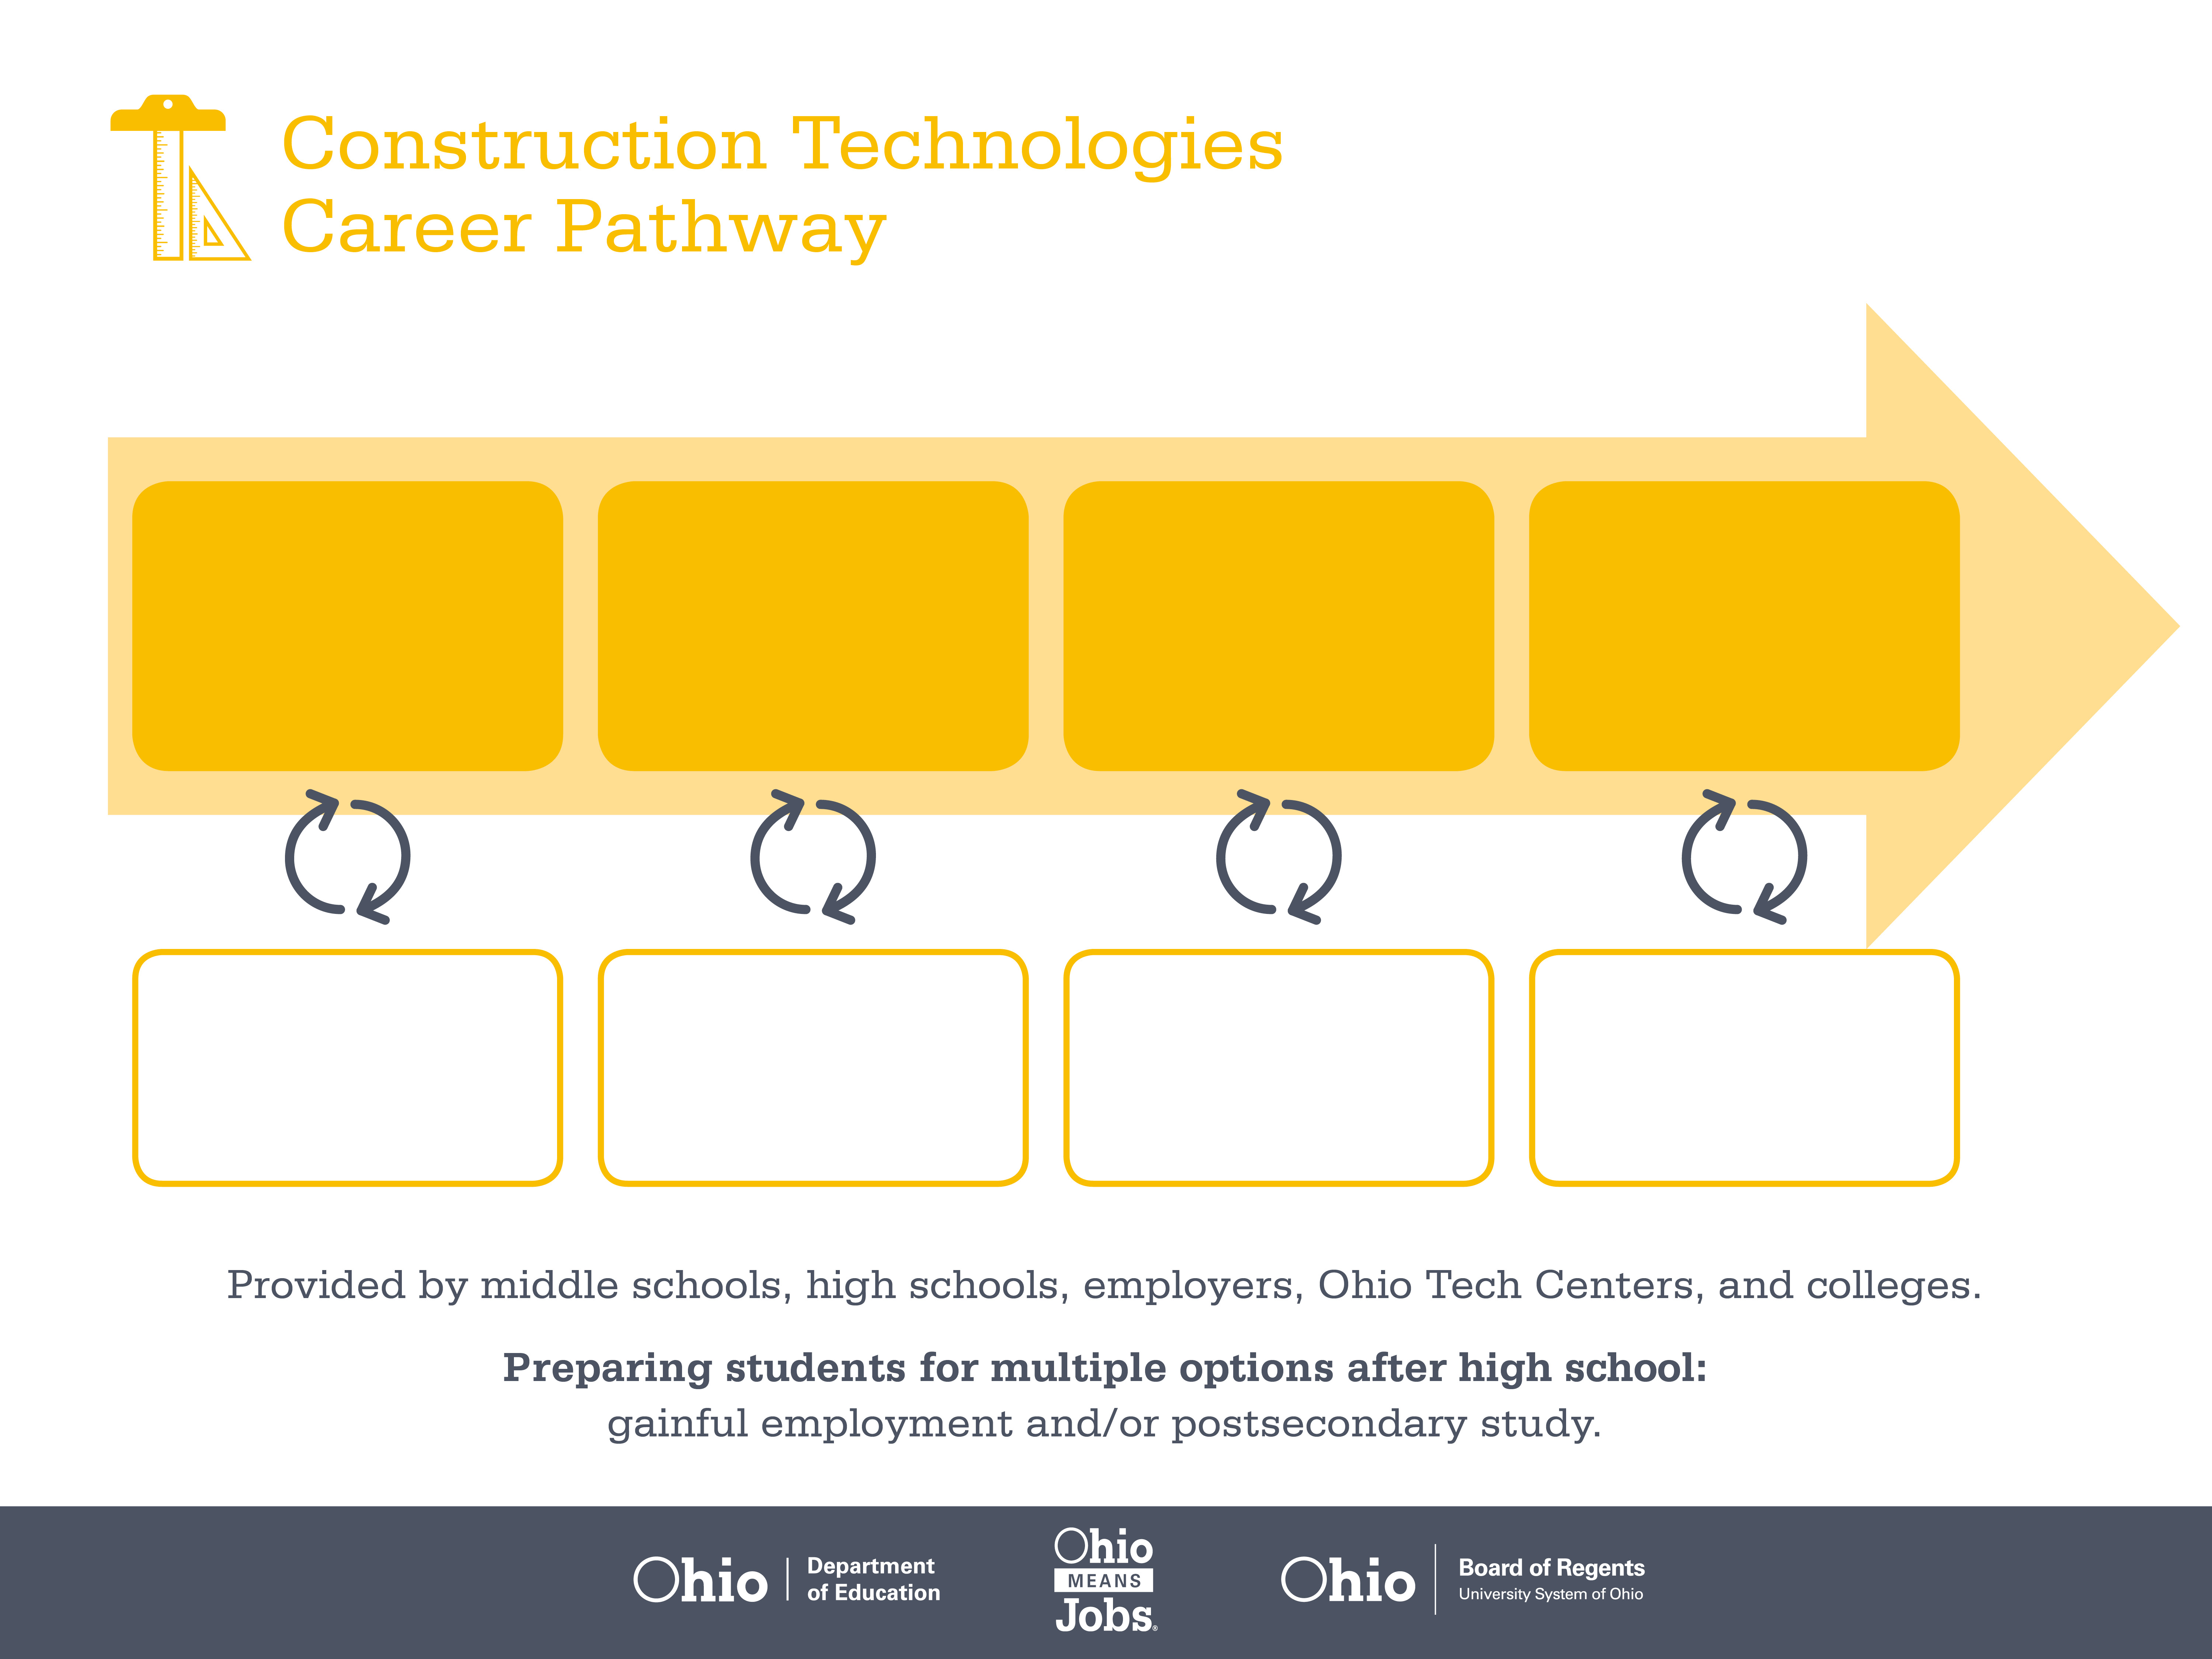 Construction Technologies
Career Pathway
Provided by middle schools, high schools, employers, Ohio Tech Centers, and colleges.
Preparing students for multiple options after high school:
gainful employment and/or postsecondary study.
Ohio
Department
of Education
Ohio
MEANS
Jobs®
Ohio
Board of Regents
University System of Ohio